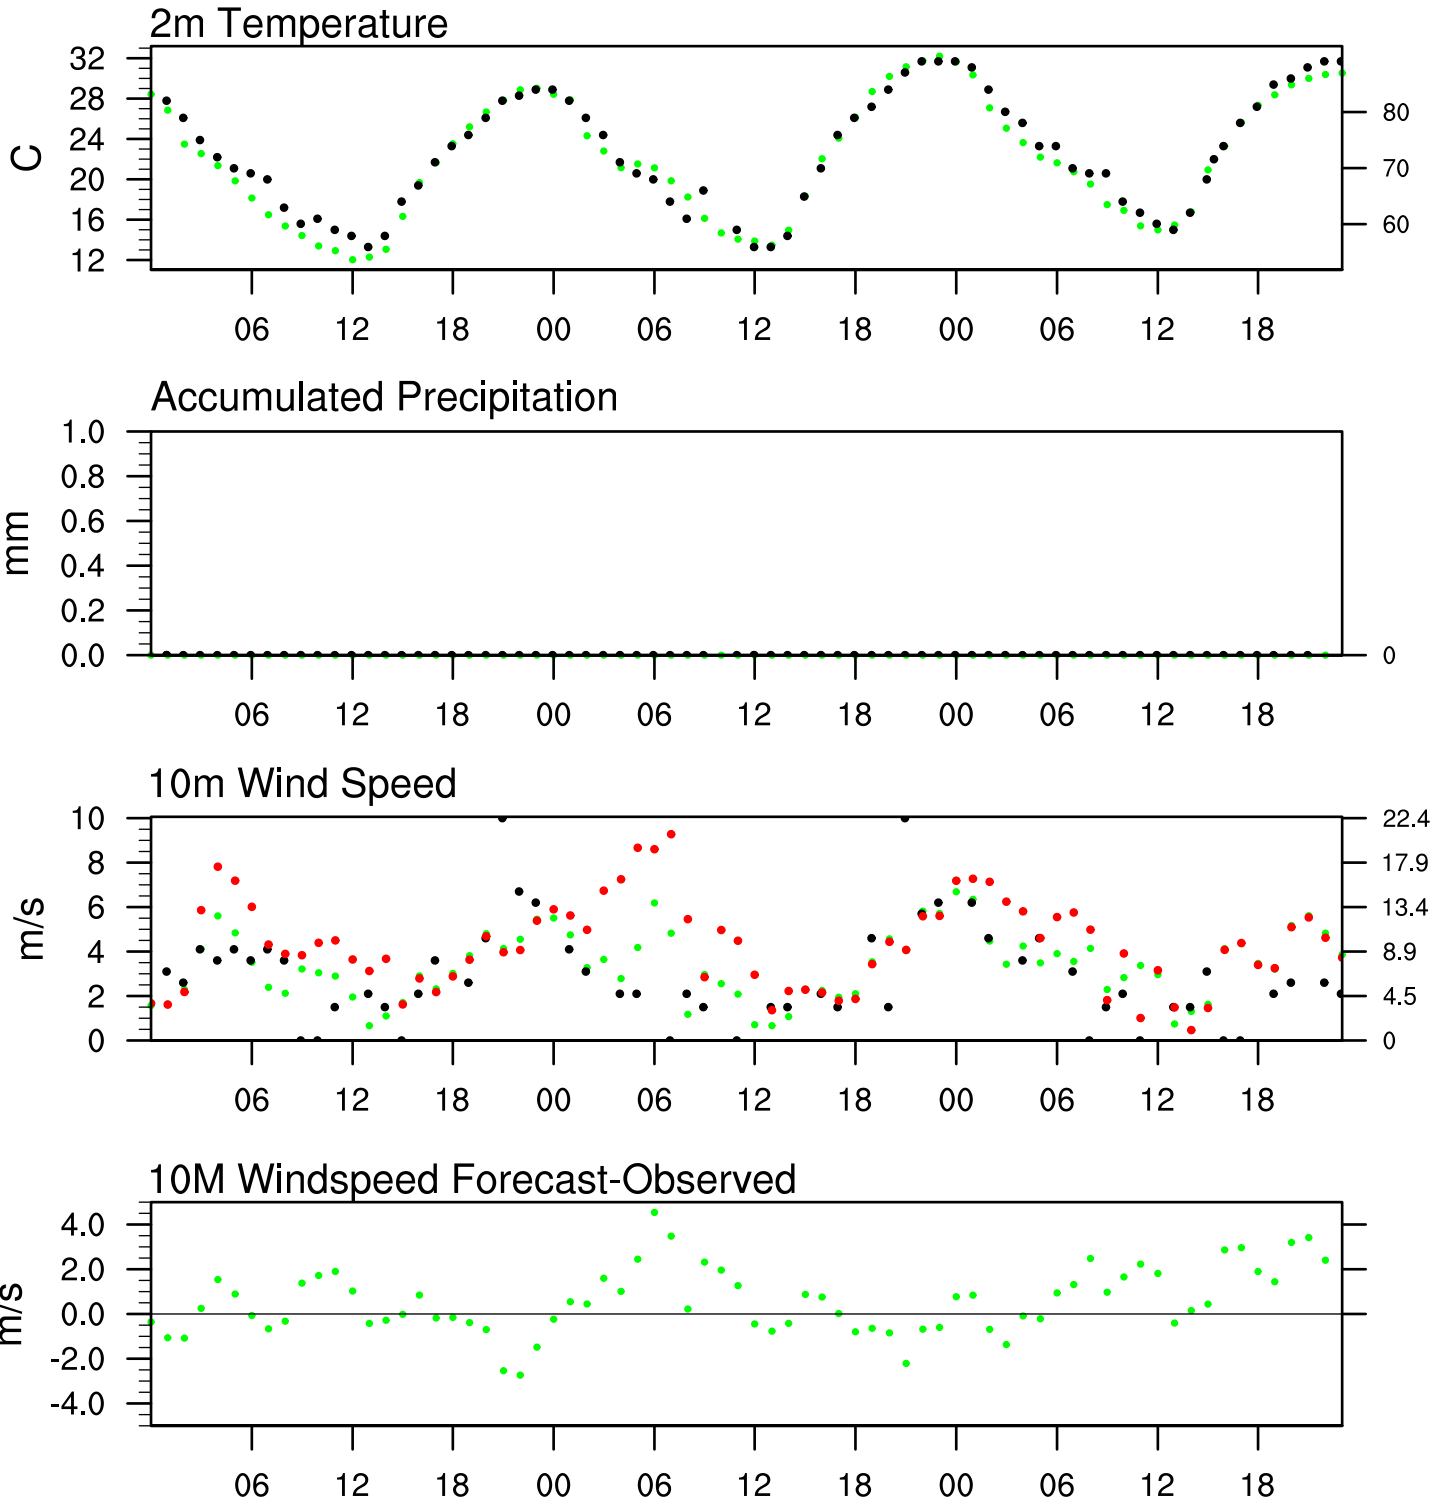 2m Temperature
32
28
24
20
16
12
C
80
70
60
06 12 18 00 06 12 18 00 06 12 18
Accumulated Precipitation
1.0
0.8
0.6
0.4
0.2
0.0
mm
0
06 12 18 00 06 12 18 00 06 12 18
10m Wind Speed
10
8
6
4
2
0
m/s
22.4
17.9
13.4
8.9
4.5
0
06 12 18 00 06 12 18 00 06 12 18
10M Windspeed Forecast-Observed
4.0
2.0
0.0
-2.0
-4.0
m/s
06 12 18 00 06 12 18 00 06 12 18